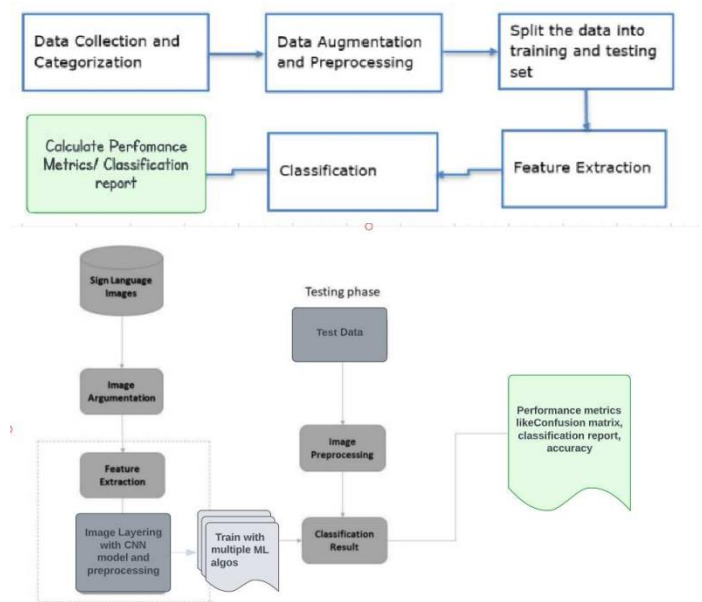 Data Collection and
Categorization
Data Augmentation
and Preprocessing
Split the data into
training and testing
set
Calculate Perfomance
Metrics/ Classification
report
Classification
Feature Extraction
Sign Language
Images
Testing phase
Test Data
Image
Argumentation
Performance metrics
likeConfusion matrix,
classification report,
accuracy
Image
Preprocessing
Feature
Extraction
Image Layering
with CNN
model and
preprocessing
Train with
multiple ML
algos
Classification
Result